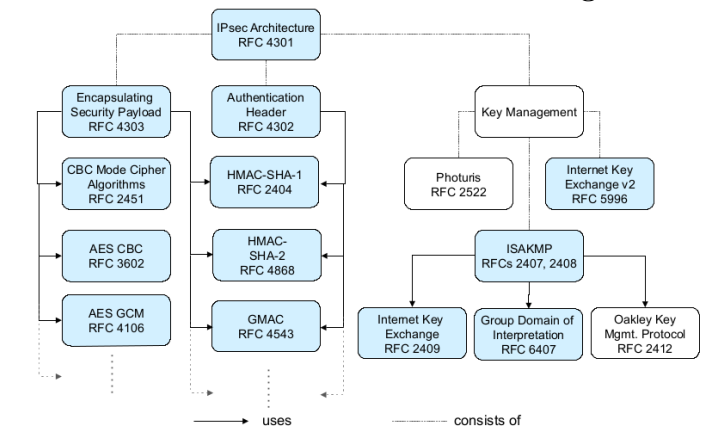 IPsec Architecture
RFC 4301
Encapsulating
Security Payload
RFC 4303
Authentication
Header
RFC 4302
Key Management
CBC Mode Cipher
Algorithms
RFC 2451
HMAC-SHA-1
RFC 2404
Photuris
RFC 2522
Internet Key
Exchange v2
RFC 5996
AES CBC
RFC 3602
HMAC-
SHA-2
RFC 4868
ISAKMP
RFCs 2407, 2408
AES GCM
RFC 4106
GMAC
RFC 4543
Internet Key
Exchange
RFC 2409
Group Domain of
Interpretation
RFC 6407
Oakley Key
Mgmt. Protocol
RFC 2412
uses
consists of